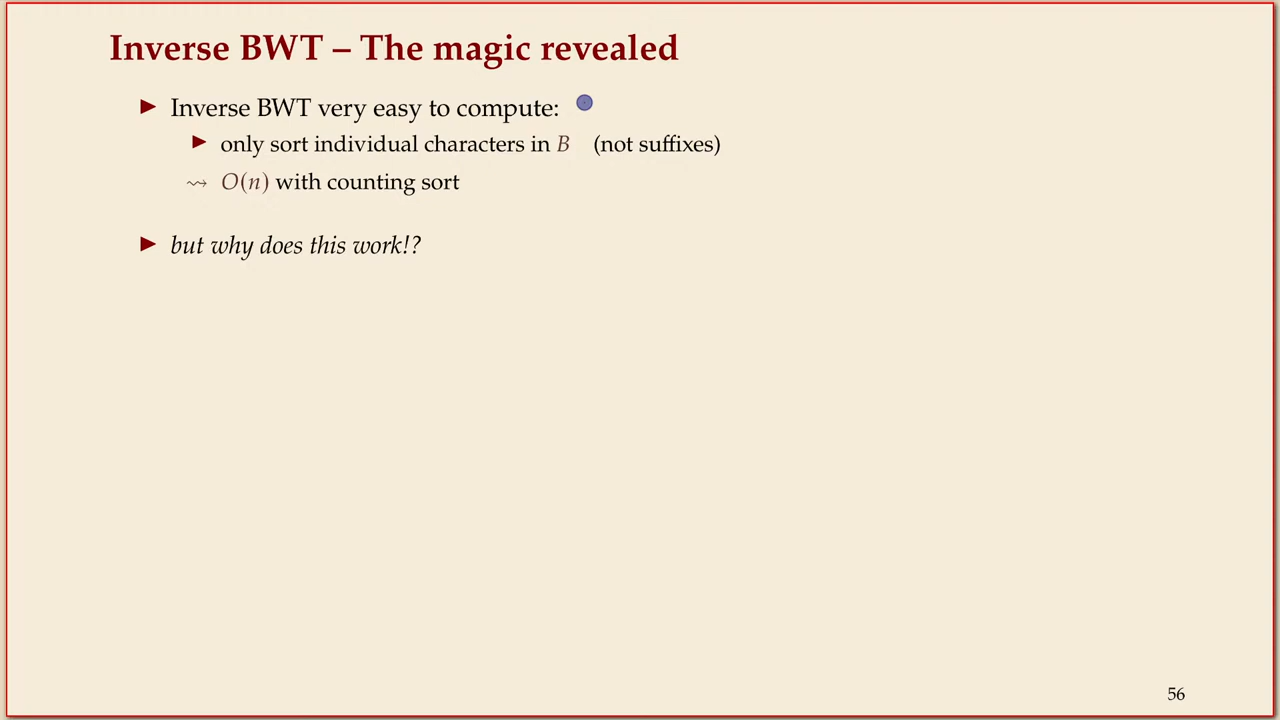 Inverse BWT – The magic revealed
▶ Inverse BWT very easy to compute:
▶ only sort individual characters in B (not suffixes)
⇝ O(n) with counting sort
▶ but why does this work!?
56